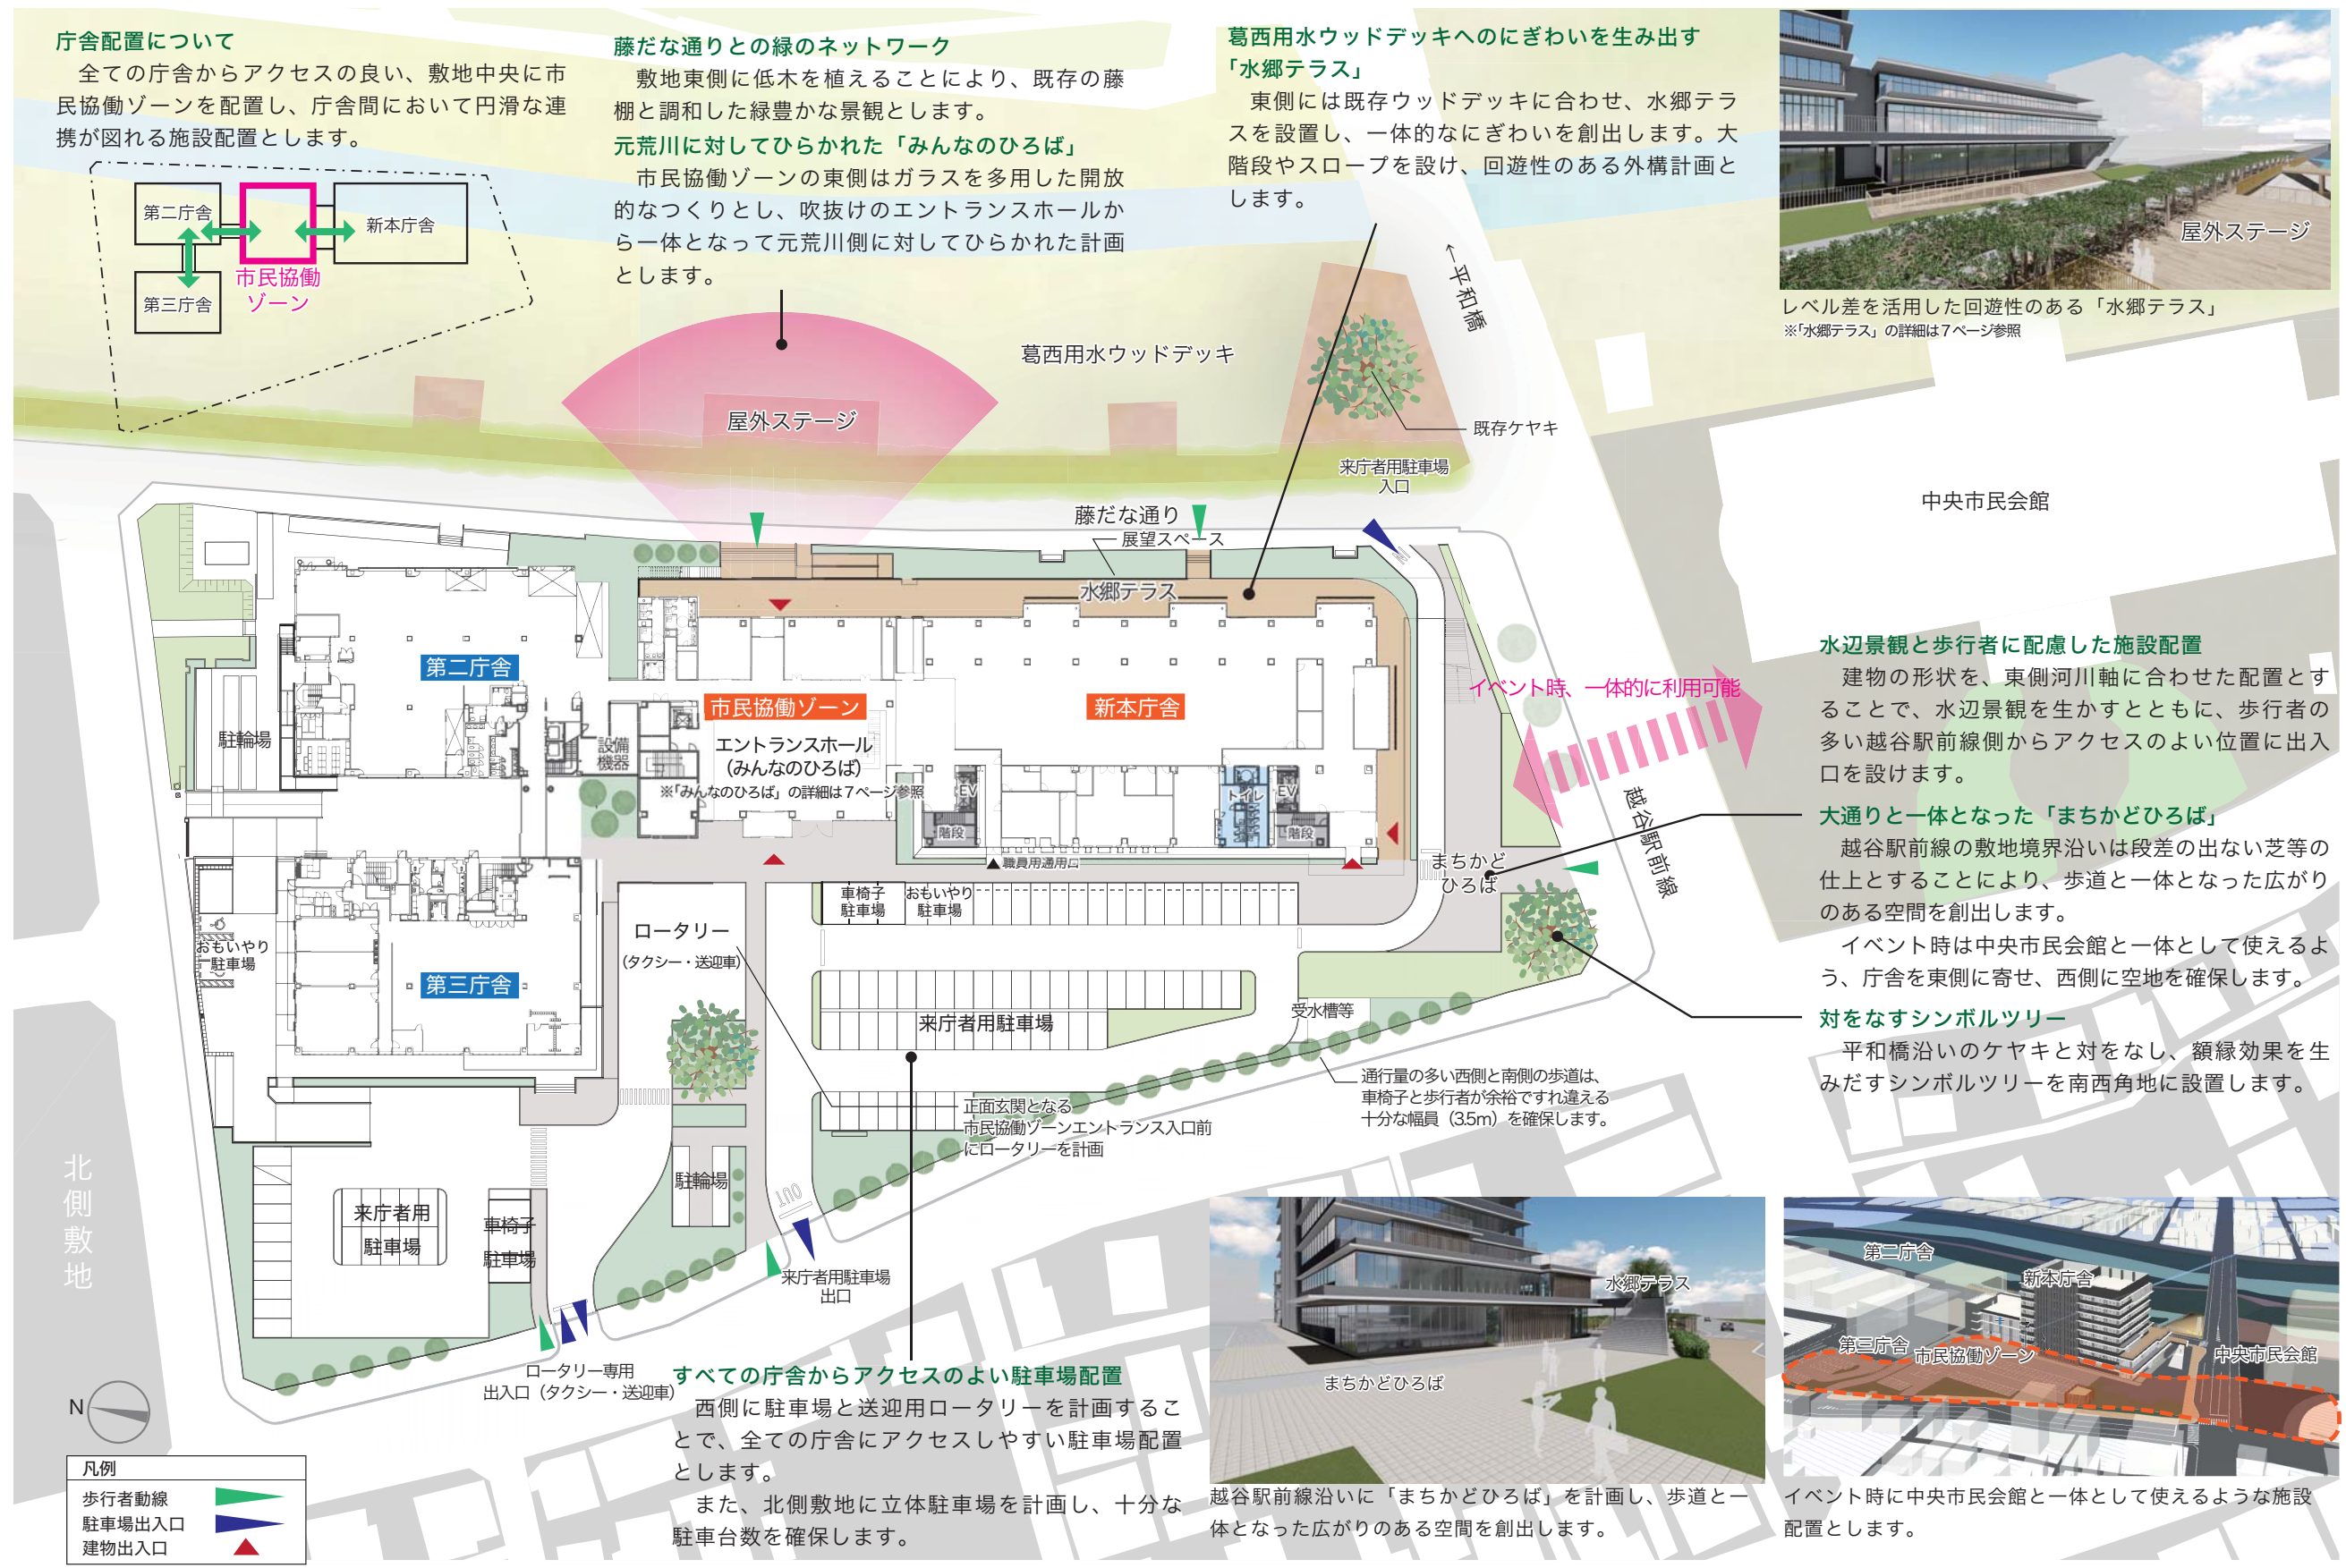 庁舎配置について
全ての庁舎からアクセスの良い、敷地中央に市
民協働ゾーンを配置し、庁舎間において円滑な連
携が図れる施設配置とします。
第二庁舎
新本庁舎
市民協働
ゾーン
第三庁舎
藤だな通りとの緑のネットワーク
敷地東側に低木を植えることにより、既存の藤
棚と調和した緑豊かな景観とします。
元荒川に対してひらかれた「みんなのひろば」
市民協働ゾーンの東側はガラスを多用した開放
的なつくりとし、吹抜けのエントランスホールか
ら一体となって元荒川側に対してひらかれた計画
とします。
葛西用水ウッドデッキへのにぎわいを生み出す
「水郷テラス」
東側には既存ウッドデッキに合わせ、水郷テラ
スを設置し、一体的なにぎわいを創出します。大
階段やスロープを設け、回遊性のある外構計画と
します。
屋外ステージ
レベル差を活用した回遊性のある「水郷テラス」
※「水郷テラス」の詳細は7ページ参照
←平和橋
葛西用水ウッドデッキ
屋外ステージ
既存ケヤキ
来庁者用駐車場
入口
中央市民会館
藤だな通り
展望スペース
水郷テラス
第二庁舎
市民協働ゾーン
新本庁舎
駐輪場
設備
機器
エントランスホール
（みんなのひろば）
※「みんなのひろば」の詳細は7ページ参照
EV
階段
トイレ
EV
階段
▲職員用通用口
イベント時、一体的に利用可能
越谷駅前線
まちかど
ひろば
水辺景観と歩行者に配慮した施設配置
建物の形状を、東側河川軸に合わせた配置とす
ることで、水辺景観を生かすとともに、歩行者の
多い越谷駅前線側からアクセスのよい位置に出入
口を設けます。
大通りと一体となった「まちかどひろば」
越谷駅前線の敷地境界沿いは段差の出ない芝等の
仕上とすることにより、歩道と一体となった広がり
のある空間を創出します。
イベント時は中央市民会館と一体として使えるよ
う、庁舎を東側に寄せ、西側に空地を確保します。
対をなすシンボルツリー
平和橋沿いのケヤキと対をなし、額縁効果を生
みだすシンボルツリーを南西角地に設置します。
車椅子
駐車場
おもいやり
駐車場
おもいやり
駐車場
第三庁舎
ロータリー
（タクシー・送迎車）
来庁者用駐車場
受水槽等
通行量の多い西側と南側の歩道は、
車椅子と歩行者が余裕ですれ違える
十分な幅員（3.5m）を確保します。
正面玄関となる
市民協働ゾーンエントランス入口前
にロータリーを計画
駐輪場
OUT
来庁者用
駐車場
車椅子
駐車場
来庁者用駐車場
出口
ロータリー専用
出入口（タクシー・送迎車）
北側敷地
すべての庁舎からアクセスのよい駐車場配置
西側に駐車場と送迎用ロータリーを計画するこ
とで、全ての庁舎にアクセスしやすい駐車場配置
とします。
また、北側敷地に立体駐車場を計画し、十分な
駐車台数を確保します。
N
凡例
歩行者動線
駐車場出入口
建物出入口
水郷テラス
まちかどひろば
越谷駅前線沿いに「まちかどひろば」を計画し、歩道と一
体となった広がりのある空間を創出します。
第二庁舎
新本庁舎
第三庁舎
市民協働ゾーン
中央市民会館
イベント時に中央市民会館と一体として使えるような施設
配置とします。